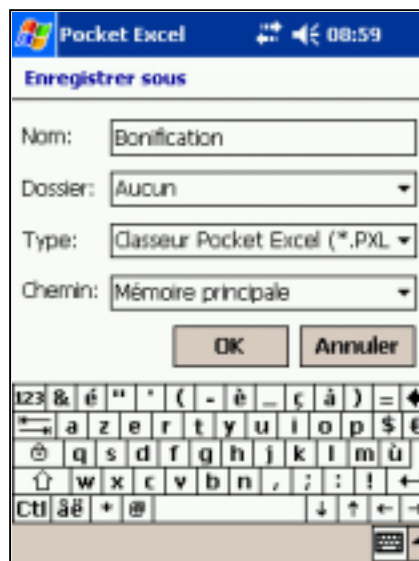 Pocket Excel 08:59
Enregistrer sous
Nom: Bonification
Dossier: Aucun
Type: Classeur Pocket Excel (*.PXL
Chemin: Mémoire principale
OK Annuler
123 & é " ' ( - è _ ç à ) =
a z e r t y u i o p $ €
q s d f g h j k l m ù
w x c v b n , ; : !
Ctl áë * @